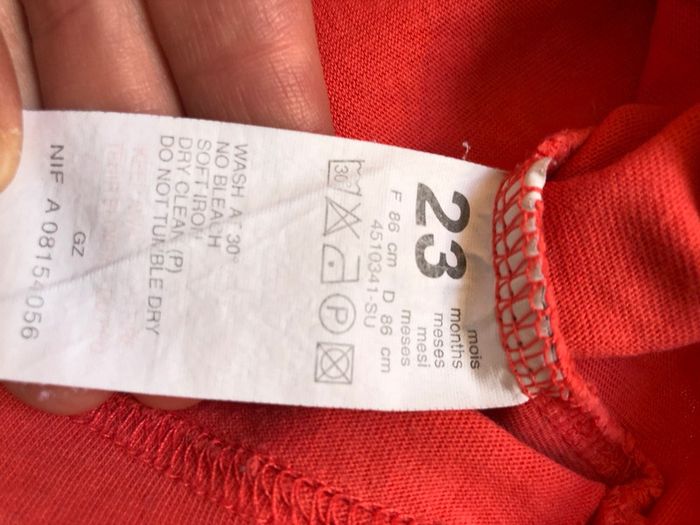 23
mois
months
meses
mesi
meses
F 86 cm D 86 cm
4510341-SU
30° P
WASH A 30°
NO BLEACH
SOFT IRON
DRY CLEAN (P)
DO NOT TUMBLE DRY
GZ
NIF A 08154056